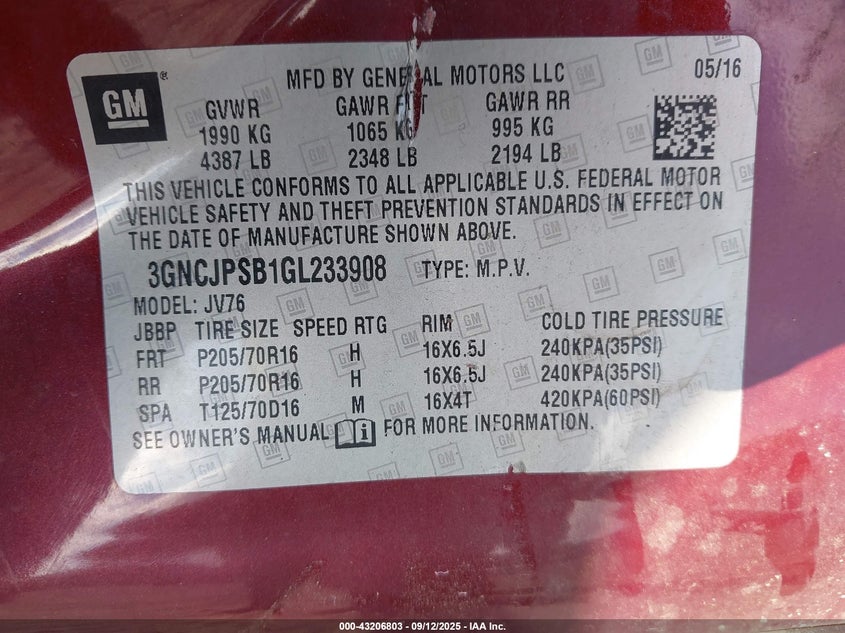 GM ®
MFD BY GENERAL MOTORS LLC 05/16
GVWR GAWR FRT GAWR RR
1990 KG 1065 KG 995 KG
4387 LB 2348 LB 2194 LB
THIS VEHICLE CONFORMS TO ALL APPLICABLE U.S. FEDERAL MOTOR
VEHICLE SAFETY AND THEFT PREVENTION STANDARDS IN EFFECT ON
THE DATE OF MANUFACTURE SHOWN ABOVE.
3GNCJPSB1GL233908 TYPE: M.P.V.
MODEL: JV76
JBBP TIRE SIZE SPEED RTG RIM COLD TIRE PRESSURE
FRT P205/70R16 H 16X6.5J 240KPA(35PSI)
RR P205/70R16 H 16X6.5J 240KPA(35PSI)
SPA T125/70D16 M 16X4T 420KPA(60PSI)
SEE OWNER'S MANUAL FOR MORE INFORMATION.
000-43206803 - 09/12/2025 - IAA Inc.